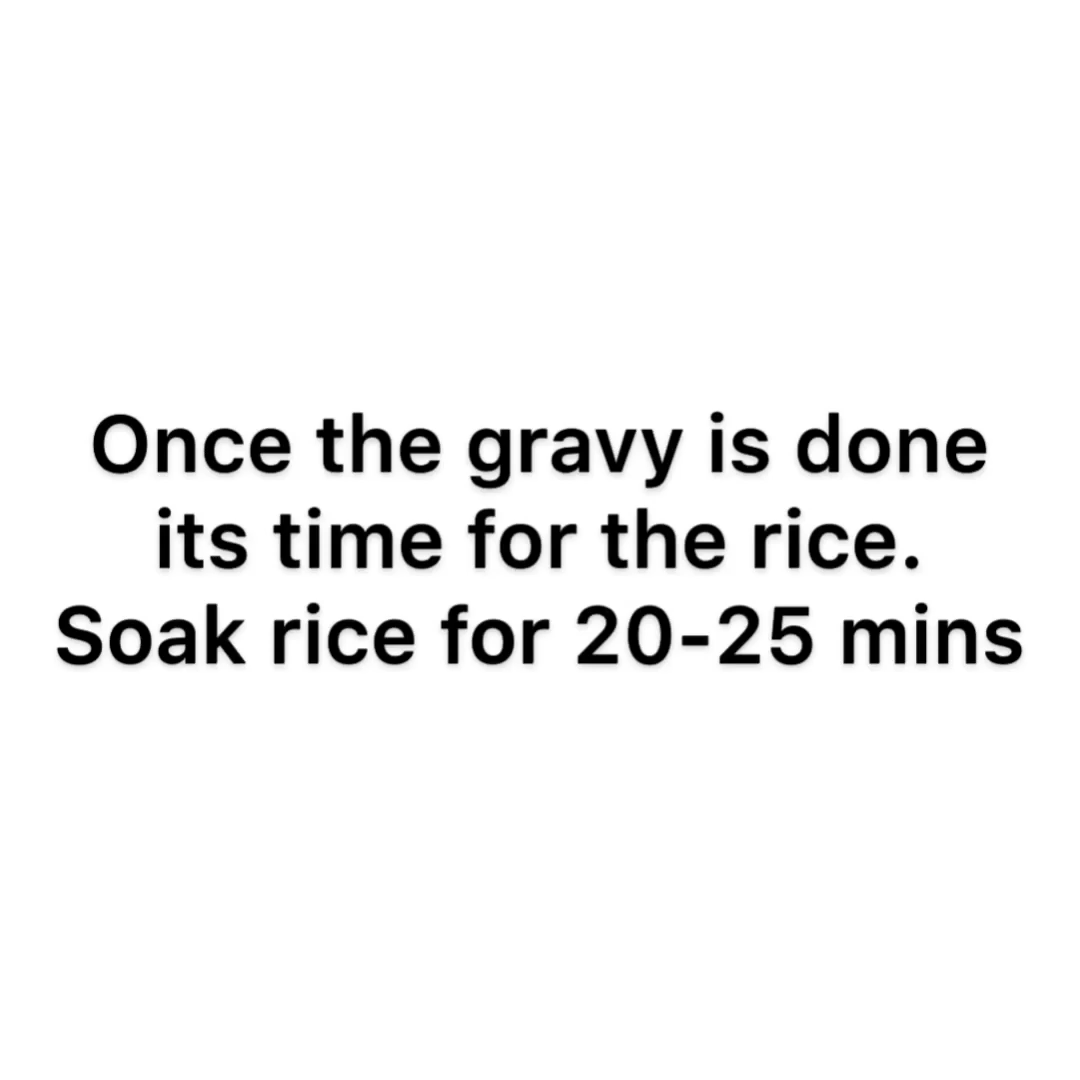 Once the gravy is done
its time for the rice.
Soak rice for 20-25 mins